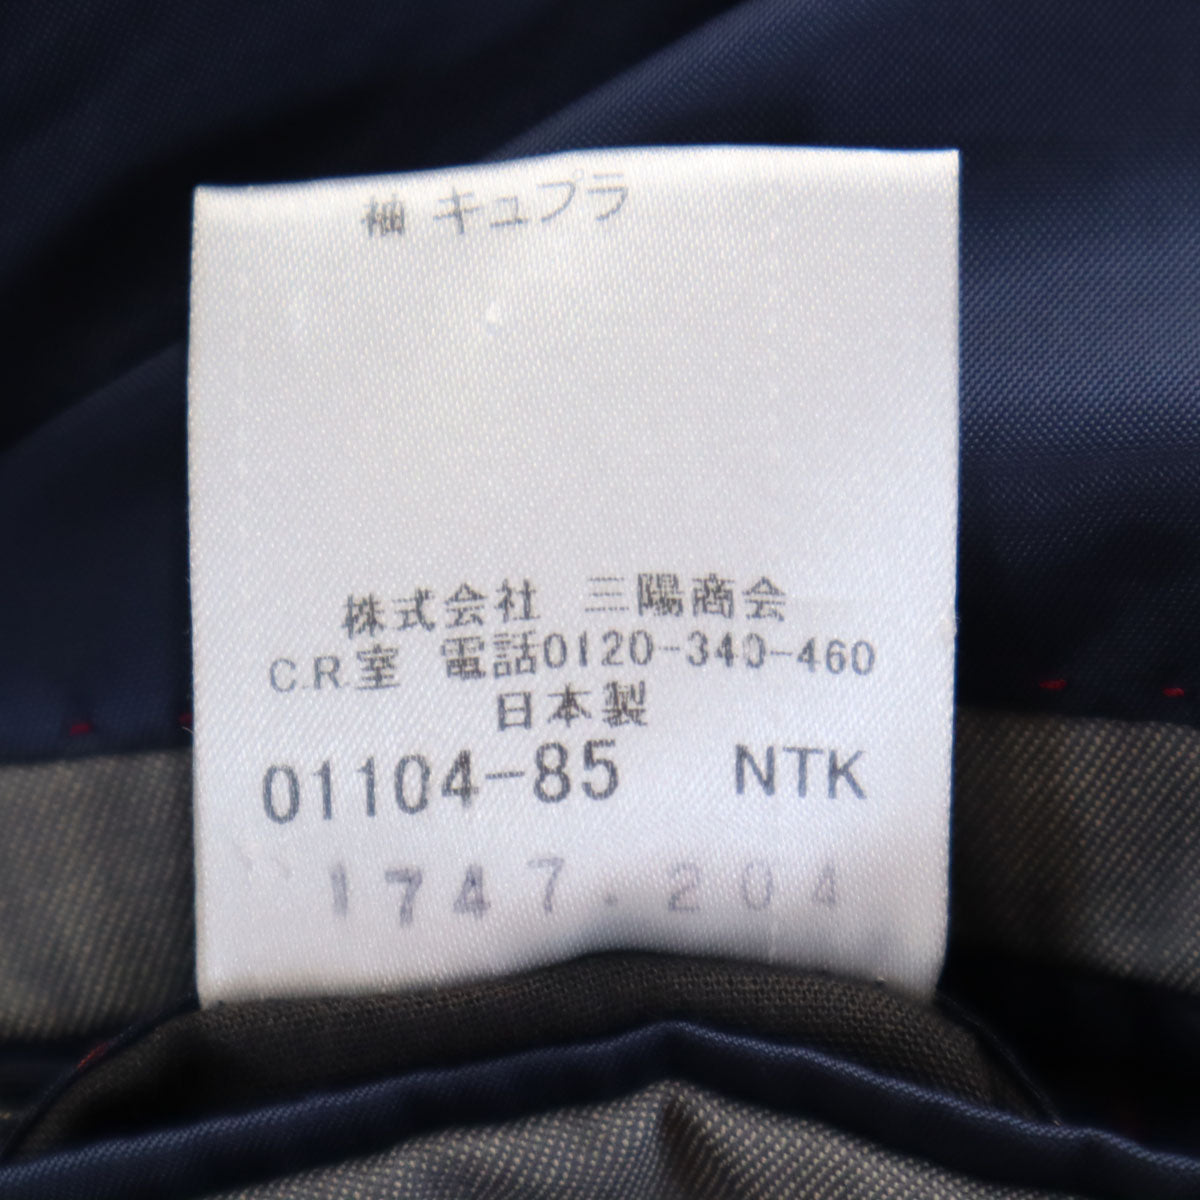 袖 キュプラ
株式会社 三陽商会
C.R.室 電話0120-340-460
日本製
01104-85 NTK
1747.204